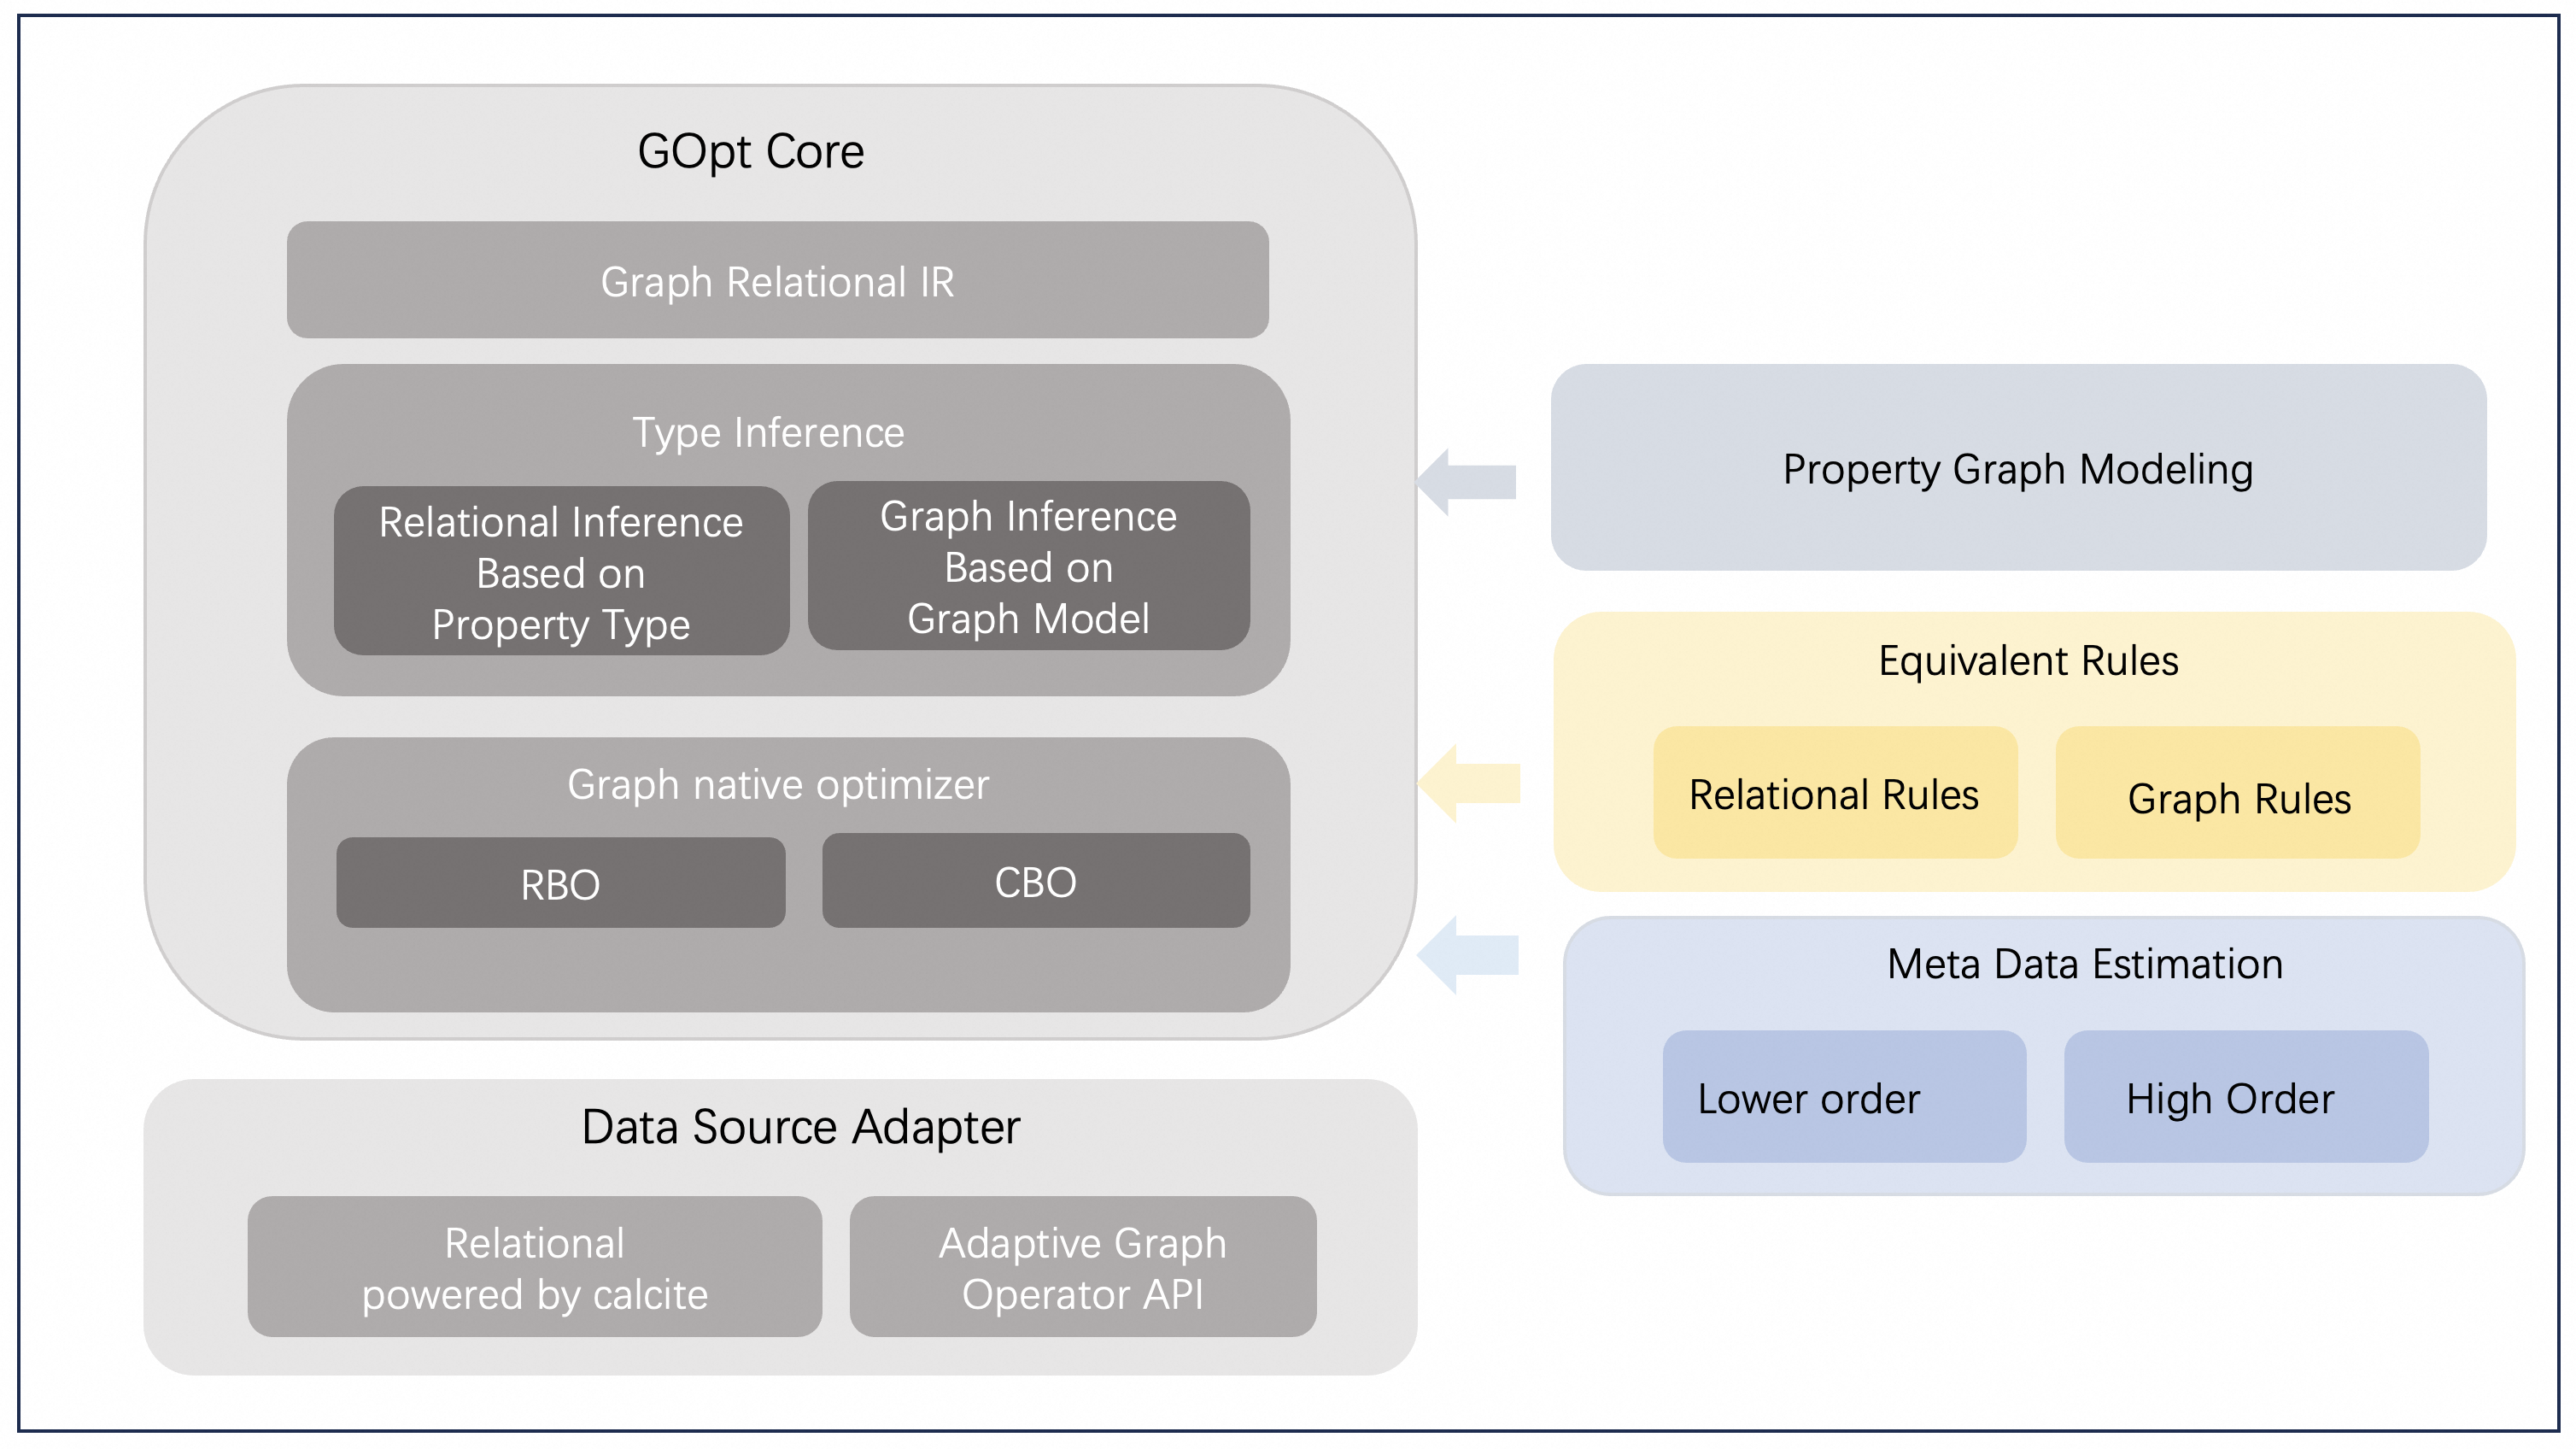 GOpt Core
Graph Relational IR
Type Inference
Relational Inference
Based on
Property Type
Graph Inference
Based on
Graph Model
Graph native optimizer
RBO
CBO
Data Source Adapter
Relational
powered by calcite
Adaptive Graph
Operator API
Property Graph Modeling
Equivalent Rules
Relational Rules
Graph Rules
Meta Data Estimation
Lower order
High Order